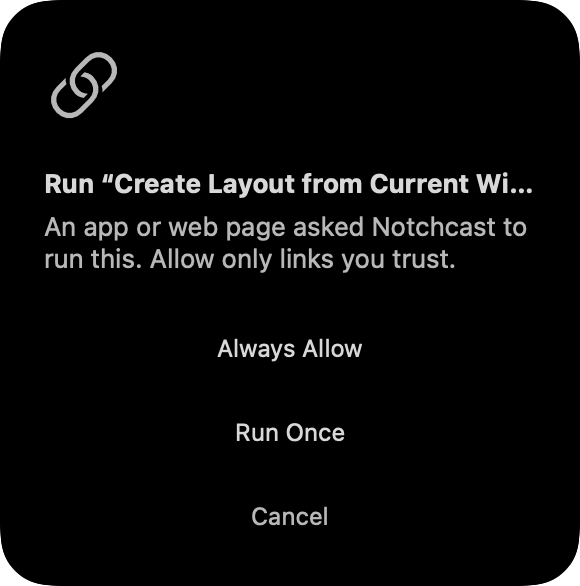 Run “Create Layout from Current Wi...
An app or web page asked Notchcast to
run this. Allow only links you trust.
Always Allow
Run Once
Cancel